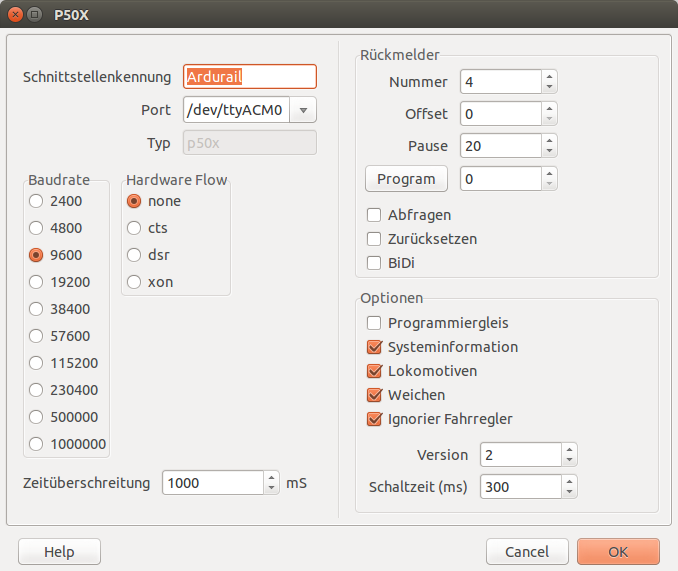 P50X
Schnittstellenkennung Ardurail
Port /dev/ttyACM0
Typ p50x
Baudrate
2400
4800
9600
19200
38400
57600
115200
230400
500000
1000000
Hardware Flow
none
cts
dsr
xon
Zeitüberschreitung 1000 mS
Rückmelder
Nummer 4
Offset 0
Pause 20
Program 0
Abfragen
Zurücksetzen
BiDi
Optionen
Programmiergleis
Systeminformation
Lokomotiven
Weichen
Ignorier Fahrregler
Version 2
Schaltzeit (ms) 300
Help
Cancel
OK